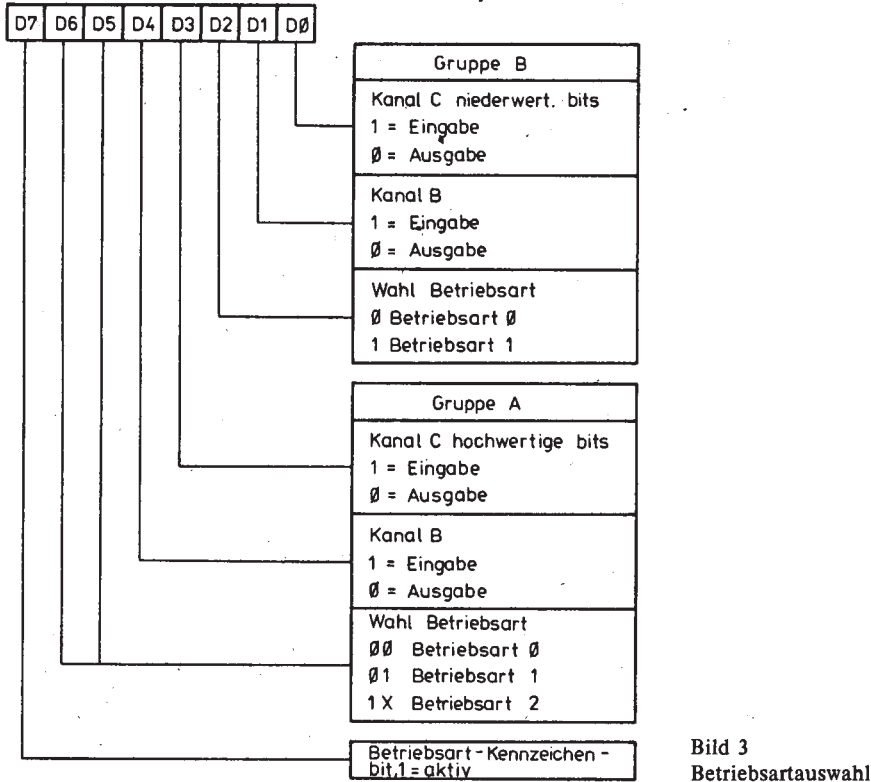 D7 D6 D5 D4 D3 D2 D1 DØ
Gruppe B
Kanal C niederwert. bits
1 = Eingabe
Ø = Ausgabe
Kanal B
1 = Eingabe
Ø = Ausgabe
Wahl Betriebsart
Ø Betriebsart Ø
1 Betriebsart 1
Gruppe A
Kanal C hochwertige bits
1 = Eingabe
Ø = Ausgabe
Kanal B
1 = Eingabe
Ø = Ausgabe
Wahl Betriebsart
ØØ Betriebsart Ø
Ø1 Betriebsart 1
1X Betriebsart 2
Betriebsart-Kennzeichen-
bit,1=aktiv
Bild 3
Betriebsartauswahl